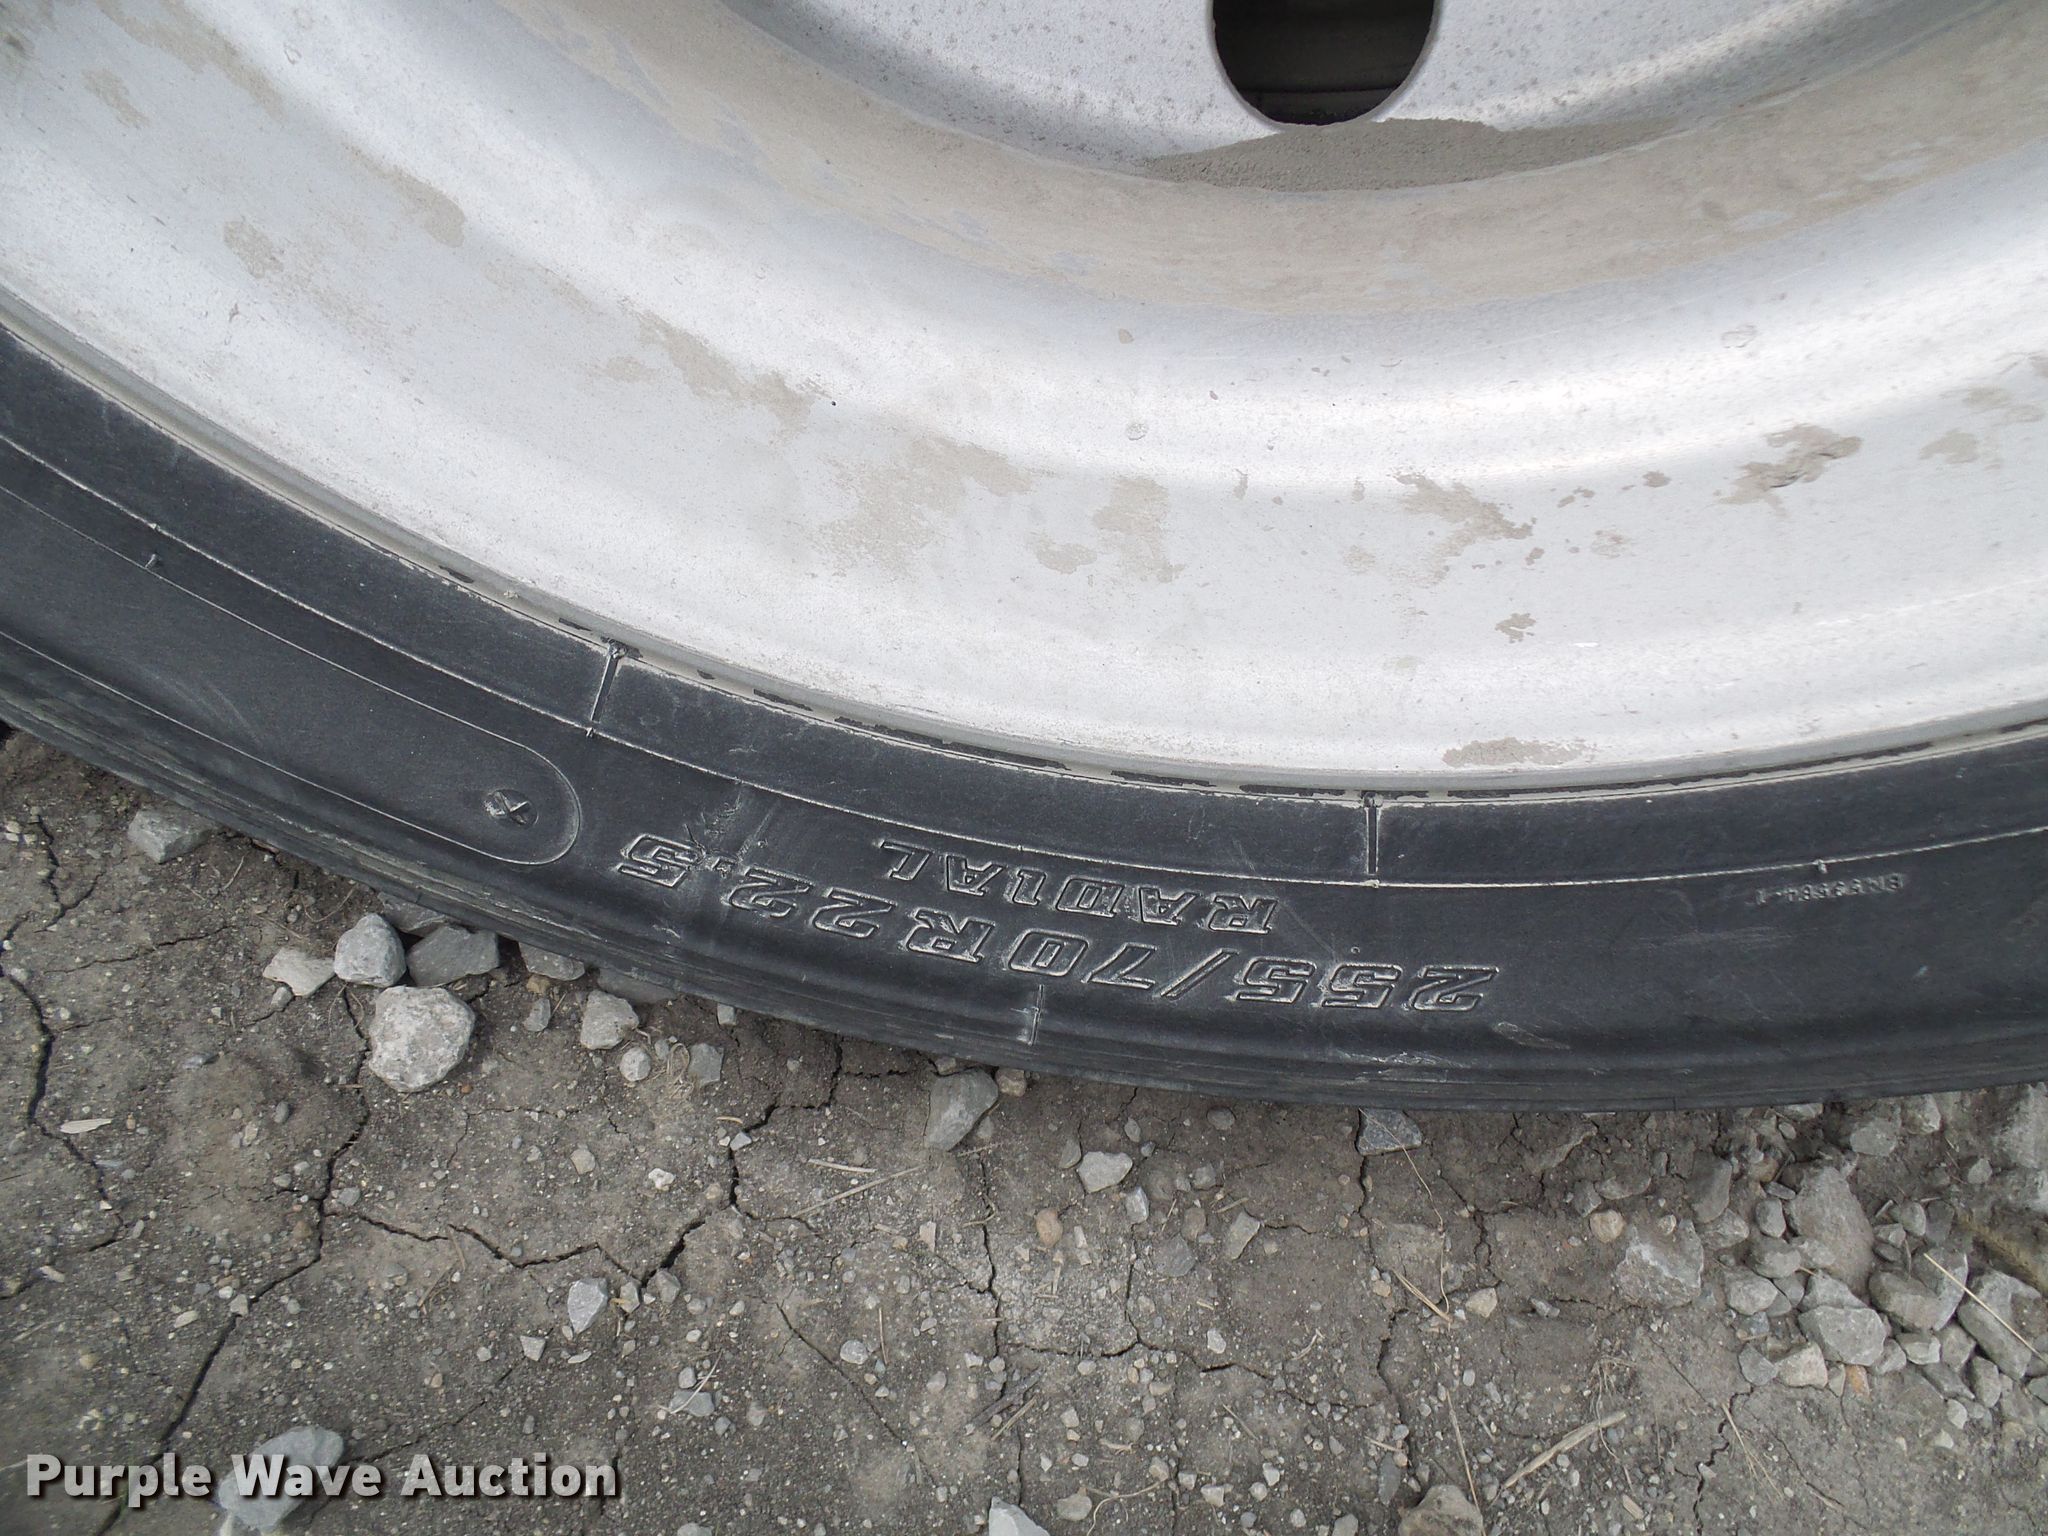 255/70R22.5
RADIAL
Purple Wave Auction